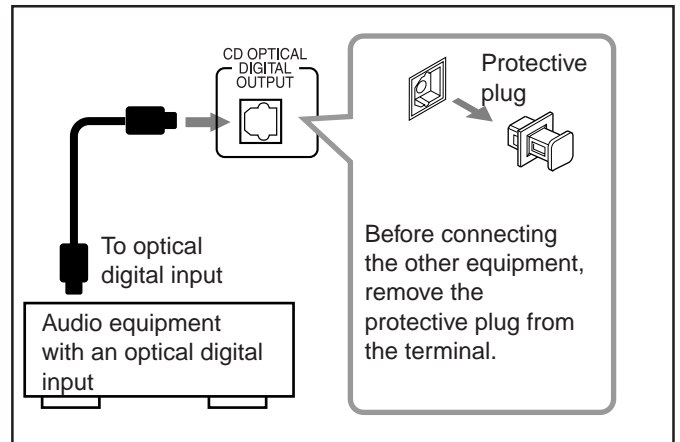 CD OPTICAL
DIGITAL
OUTPUT
Protective
plug
To optical
digital input
Audio equipment
with an optical digital
input
Before connecting
the other equipment,
remove the
protective plug from
the terminal.